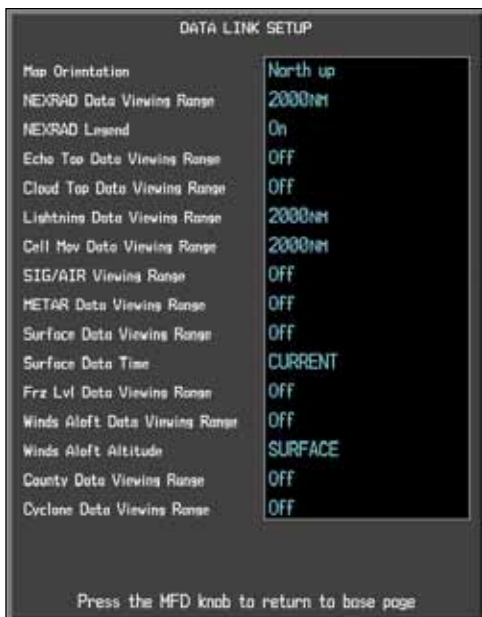 DATA LINK SETUP
Map Orientation North up
NEXRAD Data Viewing Range 2000NM
NEXRAD Legend On
Echo Top Data Viewing Range Off
Cloud Top Data Viewing Range Off
Lightning Data Viewing Range 2000NM
Cell Mov Data Viewing Range 2000NM
SIG/AIR Viewing Range Off
METAR Data Viewing Range Off
Surface Data Viewing Range Off
Surface Data Time CURRENT
Frz Lvl Data Viewing Range Off
Winds Aloft Data Viewing Range Off
Winds Aloft Altitude SURFACE
County Data Viewing Range Off
Cyclone Data Viewing Range Off
Press the MFD knob to return to base page